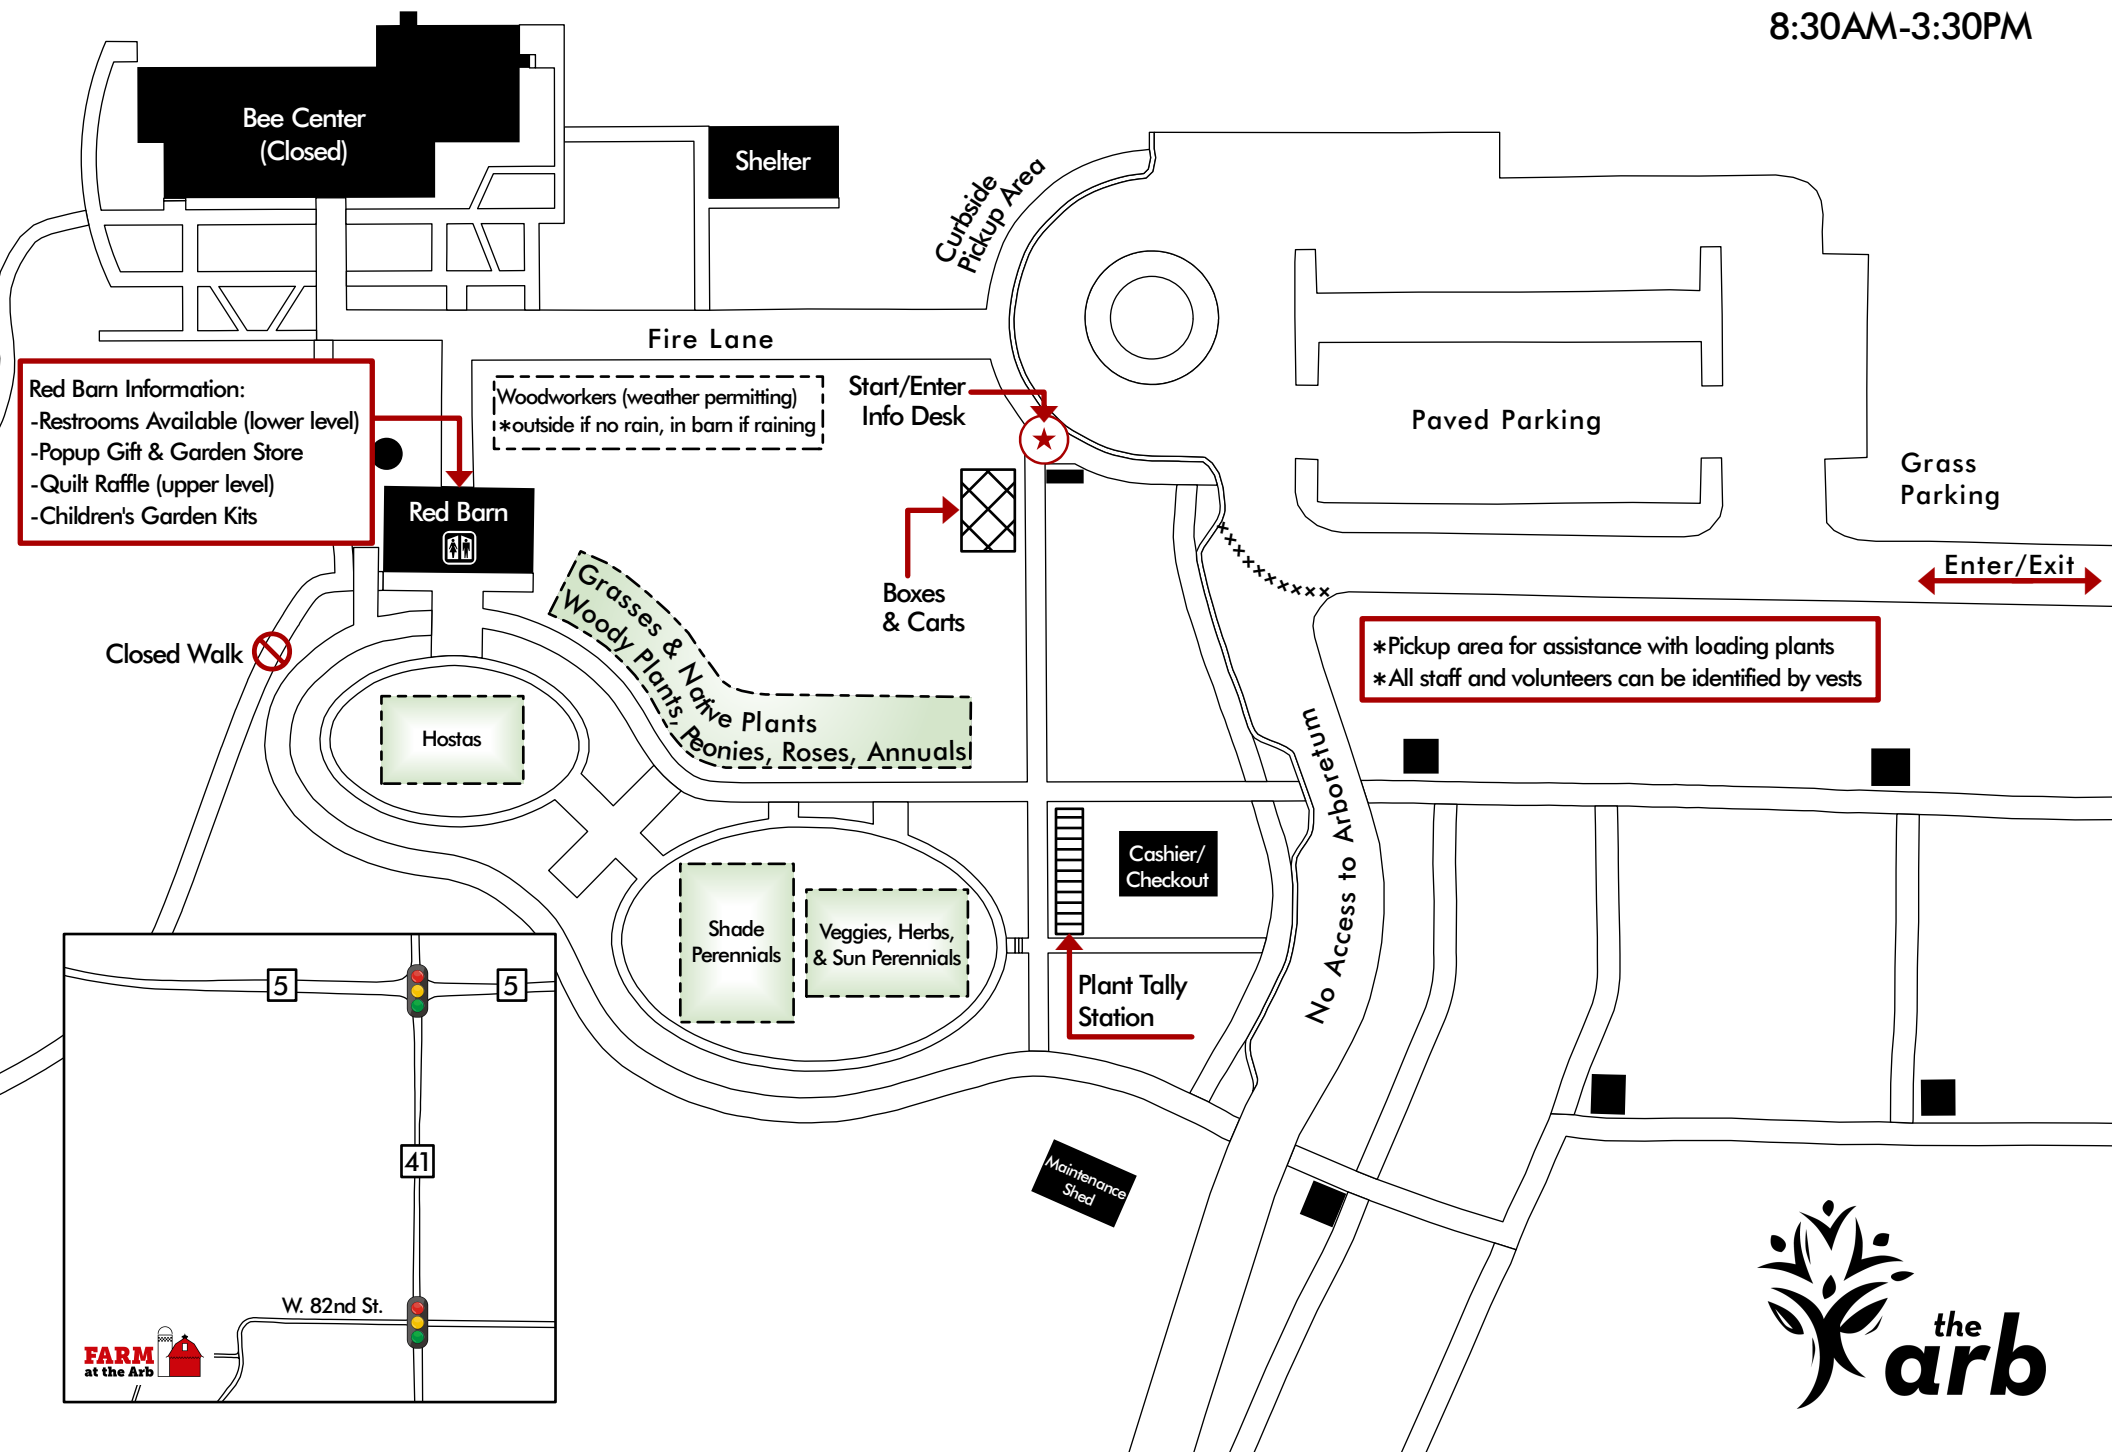 8:30AM-3:30PM
Bee Center
(Closed)
Shelter
Curbside
Pickup Area
Fire Lane
Red Barn Information:
-Restrooms Available (lower level)
-Popup Gift & Garden Store
-Quilt Raffle (upper level)
-Children's Garden Kits
Woodworkers (weather permitting)
*outside if no rain, in barn if raining
Start/Enter
Info Desk
Paved Parking
Grass
Parking
Red Barn
Enter/Exit
Boxes
& Carts
Grasses & Native Plants
Woody Plants, Peonies, Roses, Annuals
Closed Walk
*Pickup area for assistance with loading plants
*All staff and volunteers can be identified by vests
Hostas
No Access to Arboretum
Cashier/
Checkout
Shade
Perennials
Veggies, Herbs,
& Sun Perennials
Plant Tally
Station
5
5
41
Maintenance
Shed
W. 82nd St.
FARM
at the Arb
the
arb